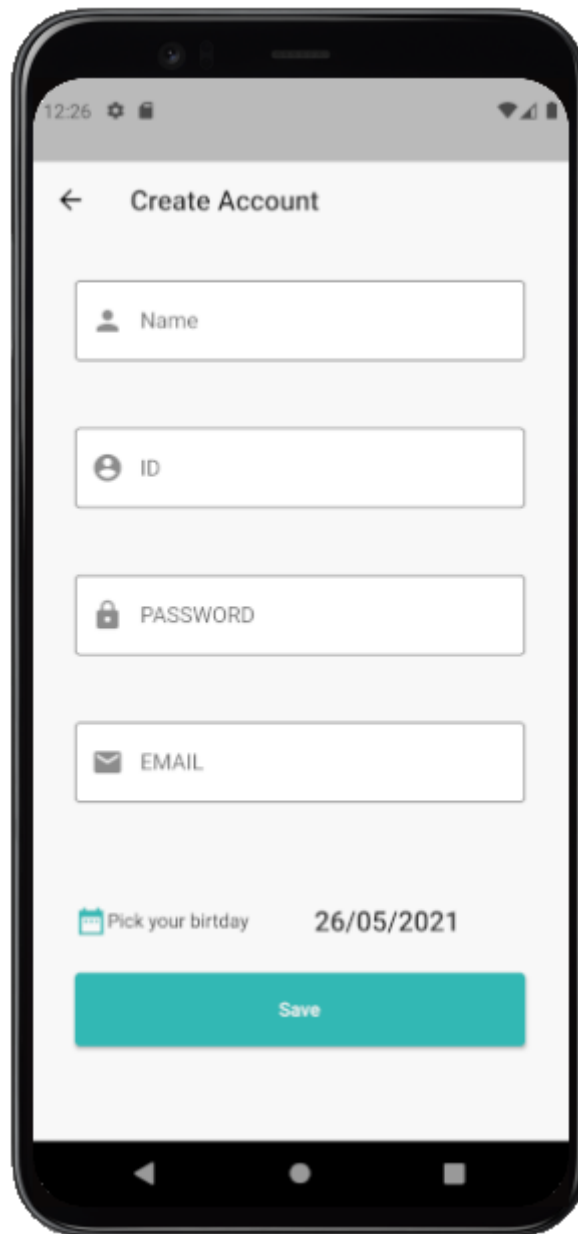 12:26
Create Account
Name
ID
PASSWORD
EMAIL
Pick your birtday 26/05/2021
Save